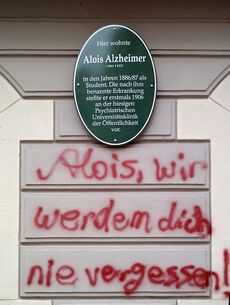 Hier wohnte
Alois Alzheimer
in den Jahren 1886/87 als
Student. Die nach ihm
benannte Erkrankung
stellte er erstmals 1906
an der hiesigen
Psychiatrischen
Universitätsklinik
der Öffentlichkeit
vor.
Alois, wir
werdem dich
nie vergessen!